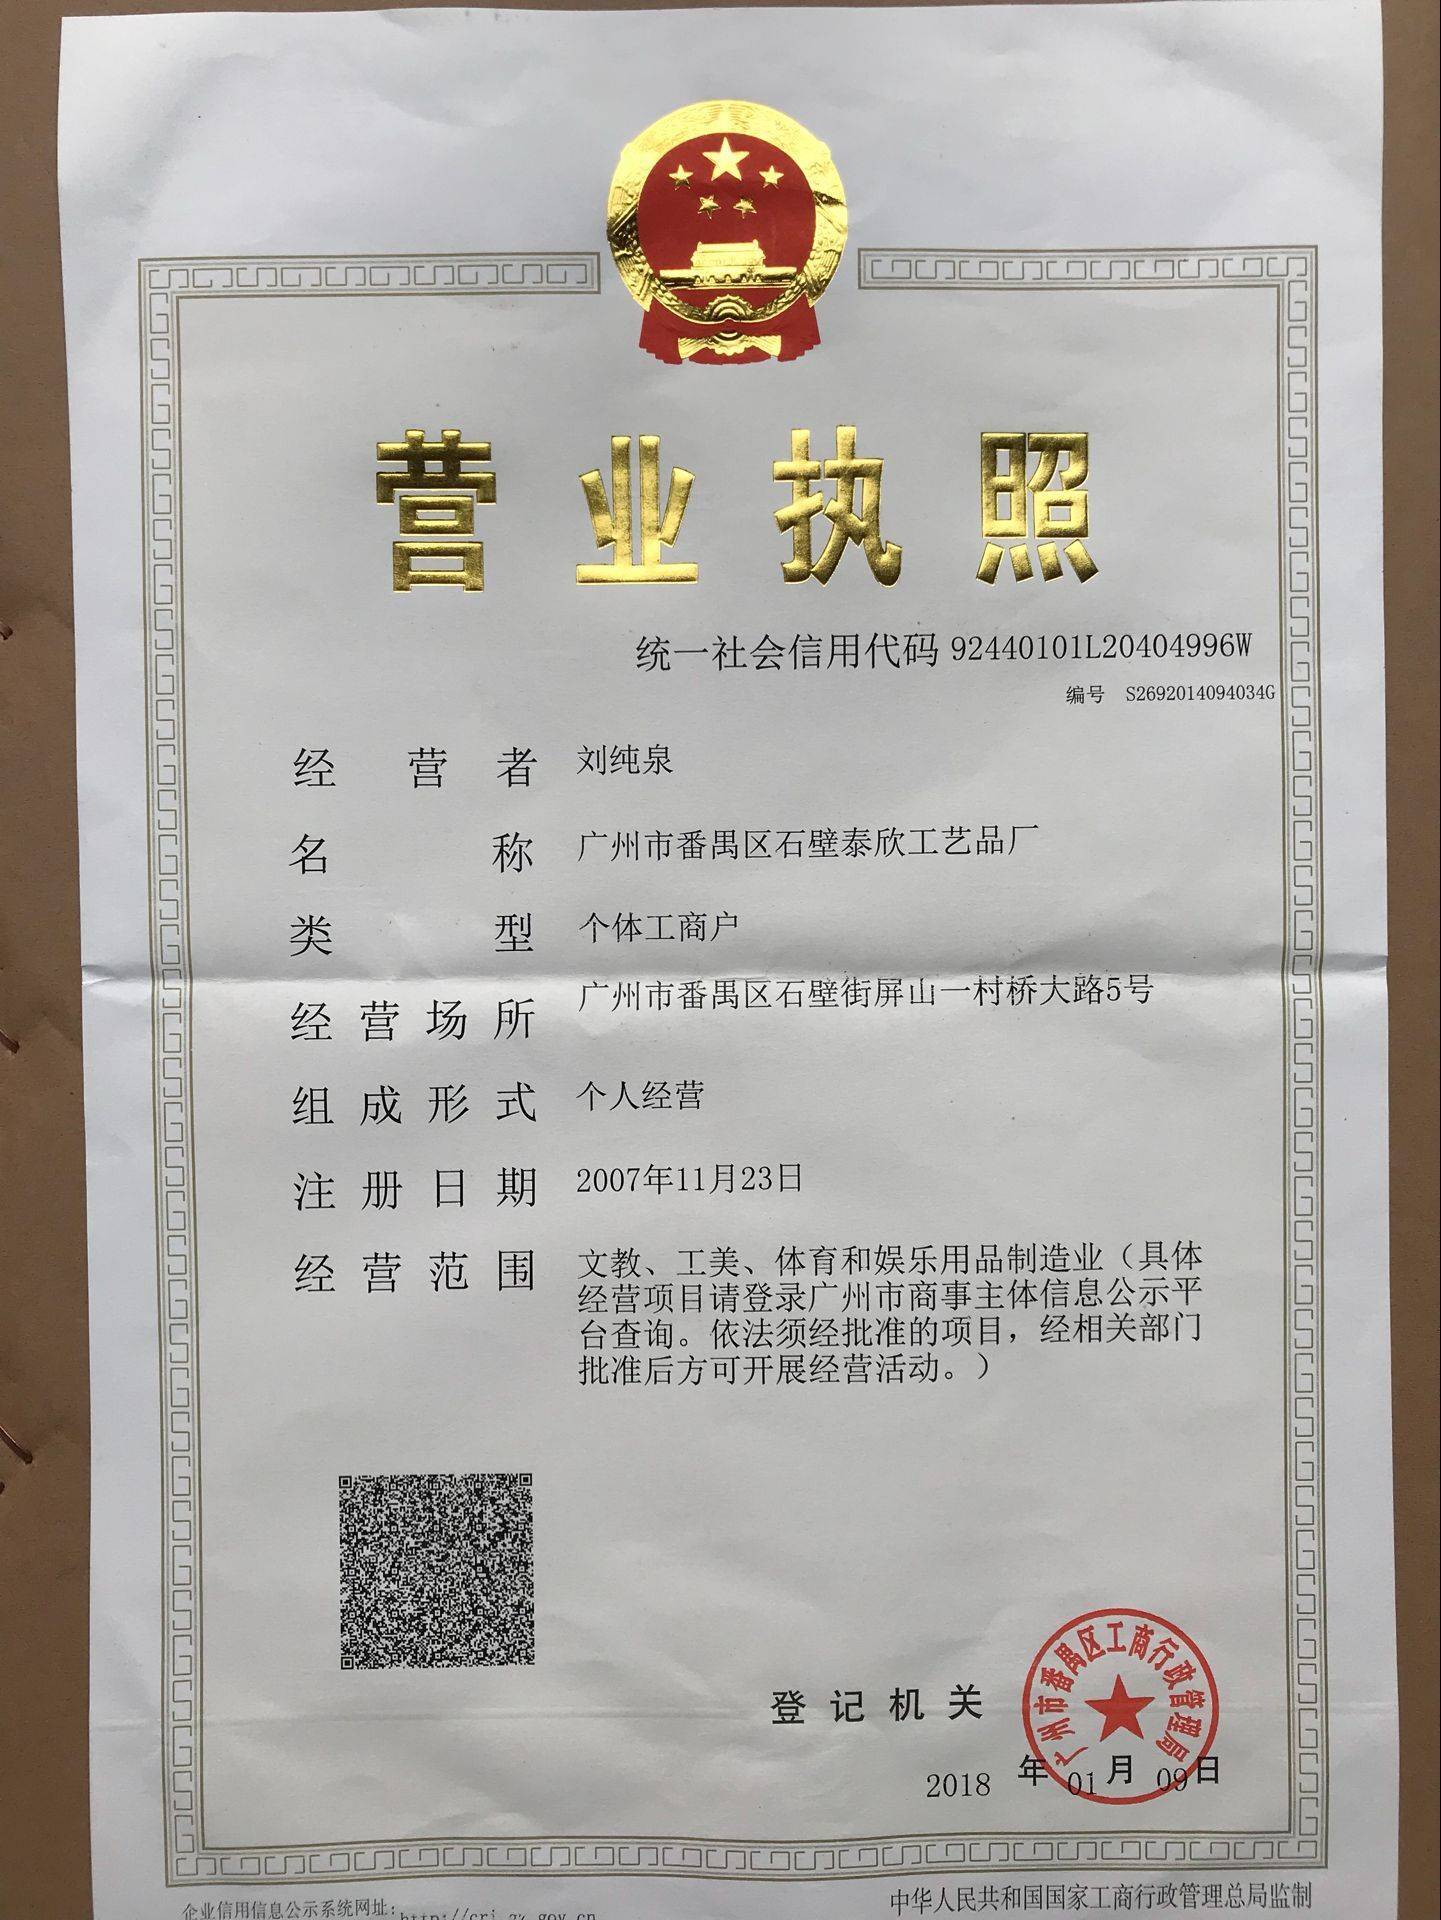 营业执照
统一社会信用代码 92440101L20404996W
编号 S2692014094034G
经营者 刘纯泉
名称 广州市番禺区石壁泰欣工艺品厂
类型 个体工商户
经营场所 广州市番禺区石壁街屏山一村桥大路5号
组成形式 个人经营
注册日期 2007年11月23日
经营范围 文教、工美、体育和娱乐用品制造业（具体
经营项目请登录广州市商事主体信息公示平
台查询。依法须经批准的项目，经相关部门
批准后方可开展经营活动。）
登记机关
广州市番禺区工商行政管理局
2018 年 01 月 09 日
企业信用信息公示系统网址：http://cri.gz.gov.cn
中华人民共和国国家工商行政管理总局监制